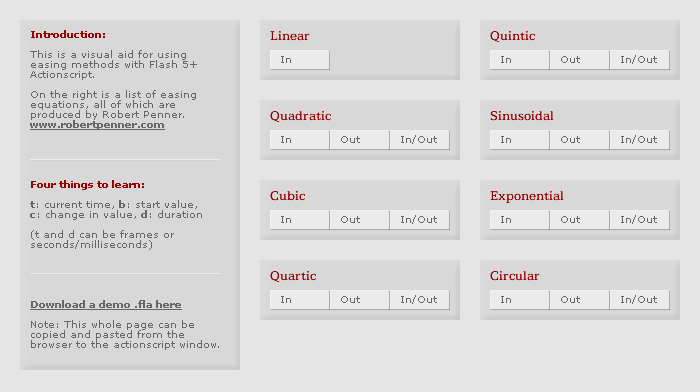 Introduction:
This is a visual aid for using
easing methods with Flash 5+
Actionscript.
On the right is a list of easing
equations, all of which are
produced by Robert Penner.
www.robertpenner.com
Four things to learn:
t: current time, b: start value,
c: change in value, d: duration
(t and d can be frames or
seconds/milliseconds)
Download a demo .fla here
Note: This whole page can be
copied and pasted from the
browser to the actionscript window.
Linear
In
Quadratic
In Out In/Out
Cubic
In Out In/Out
Quartic
In Out In/Out
Quintic
In Out In/Out
Sinusoidal
In Out In/Out
Exponential
In Out In/Out
Circular
In Out In/Out